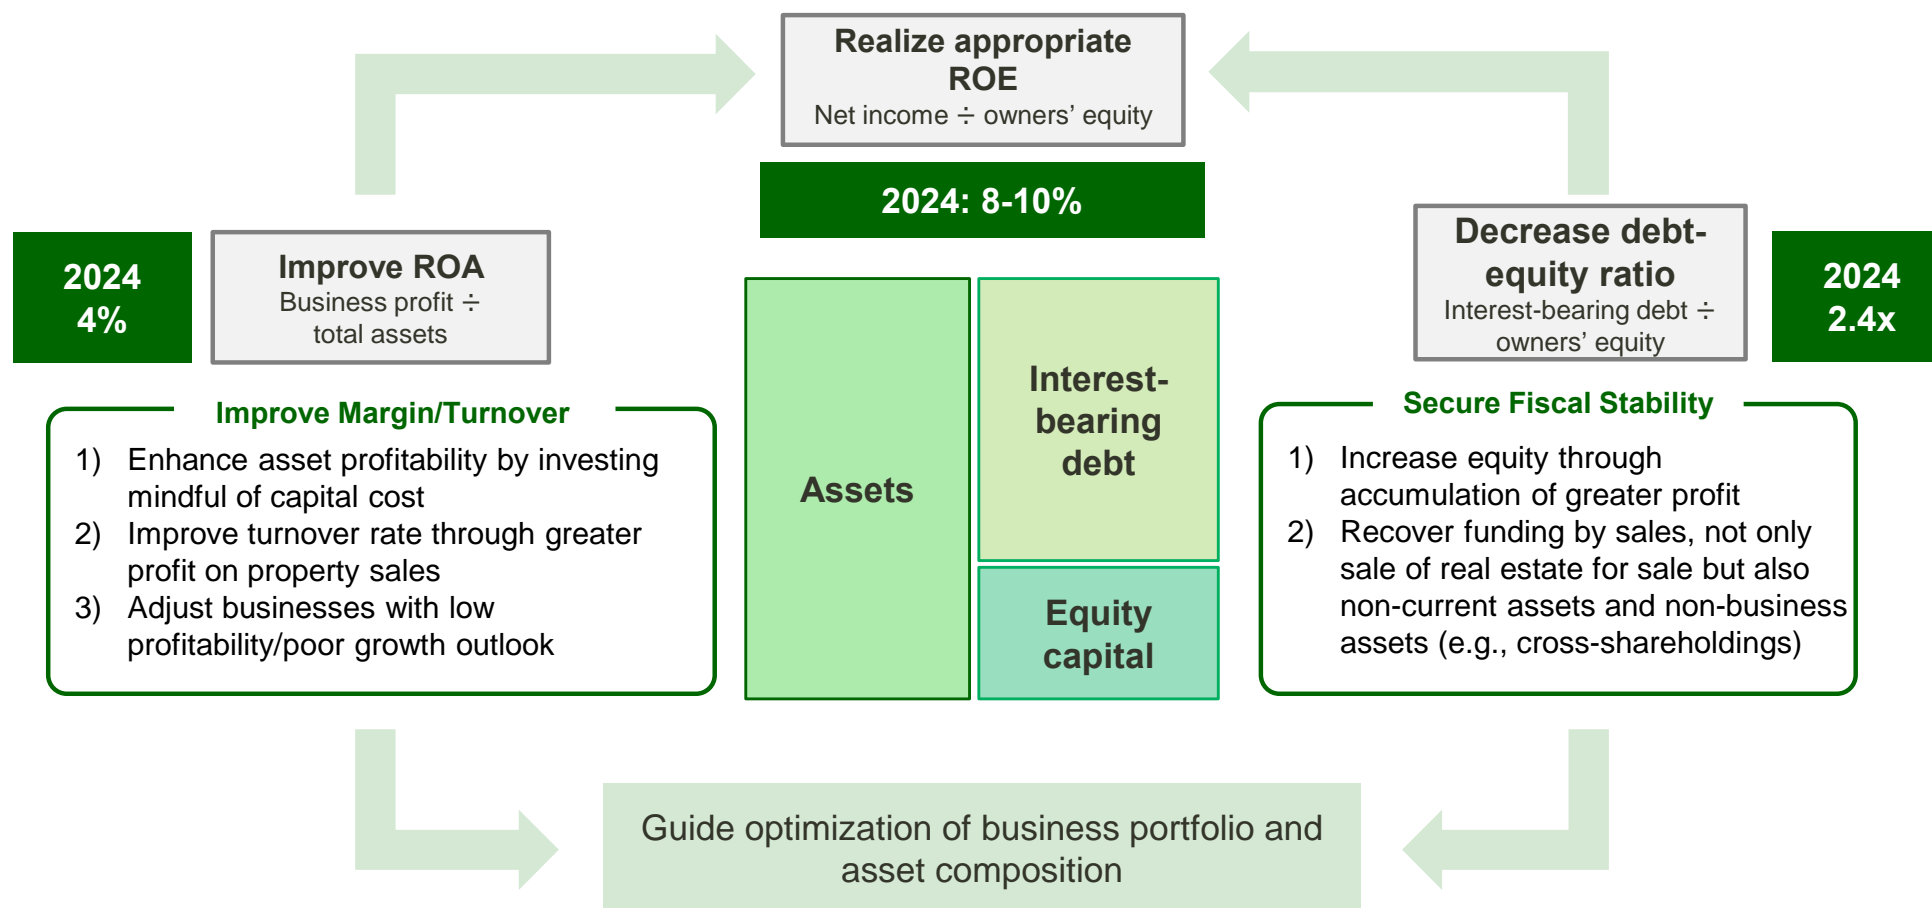 Realize appropriate
ROE
Net income ÷ owners’ equity
2024: 8-10%
2024
4%
Improve ROA
Business profit ÷
total assets
Decrease debt-
equity ratio
Interest-bearing debt ÷
owners’ equity
2024
2.4x
Improve Margin/Turnover
1) Enhance asset profitability by investing
mindful of capital cost
2) Improve turnover rate through greater
profit on property sales
3) Adjust businesses with low
profitability/poor growth outlook
Assets
Interest-
bearing
debt
Equity
capital
Secure Fiscal Stability
1) Increase equity through
accumulation of greater profit
2) Recover funding by sales, not only
sale of real estate for sale but also
non-current assets and non-business
assets (e.g., cross-shareholdings)
Guide optimization of business portfolio and
asset composition